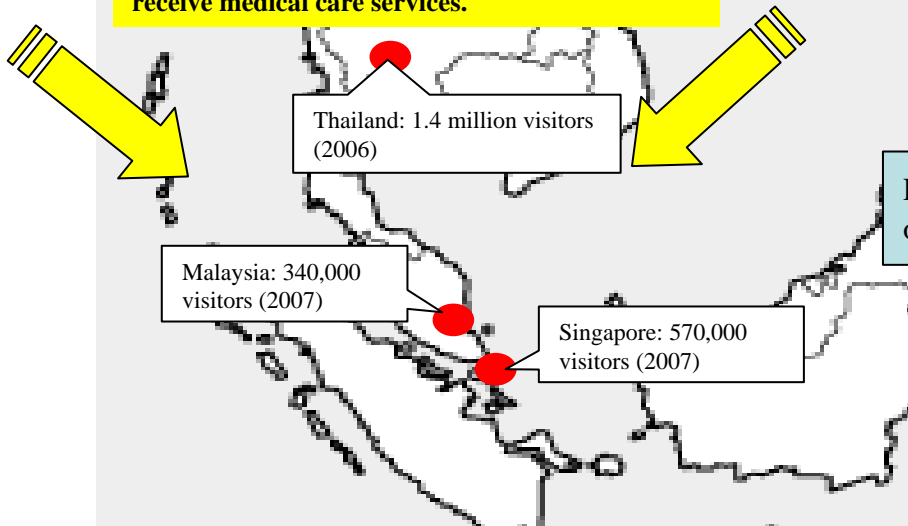 receive medical care services.
Thailand: 1.4 million visitors
(2006)
Malaysia: 340,000
visitors (2007)
Singapore: 570,000
visitors (2007)